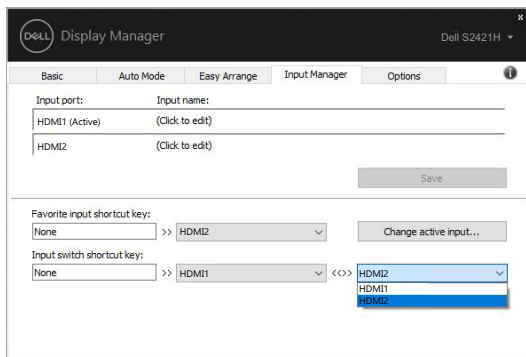 x
DELL Display Manager Dell S2421H
Basic Auto Mode Easy Arrange Input Manager Options i
Input port: Input name:
HDMI1 (Active) (Click to edit)
HDMI2 (Click to edit)
Save
Favorite input shortcut key:
None >> HDMI2 Change active input...
Input switch shortcut key:
None >> HDMI1 <<>> HDMI2
HDMI1
HDMI2